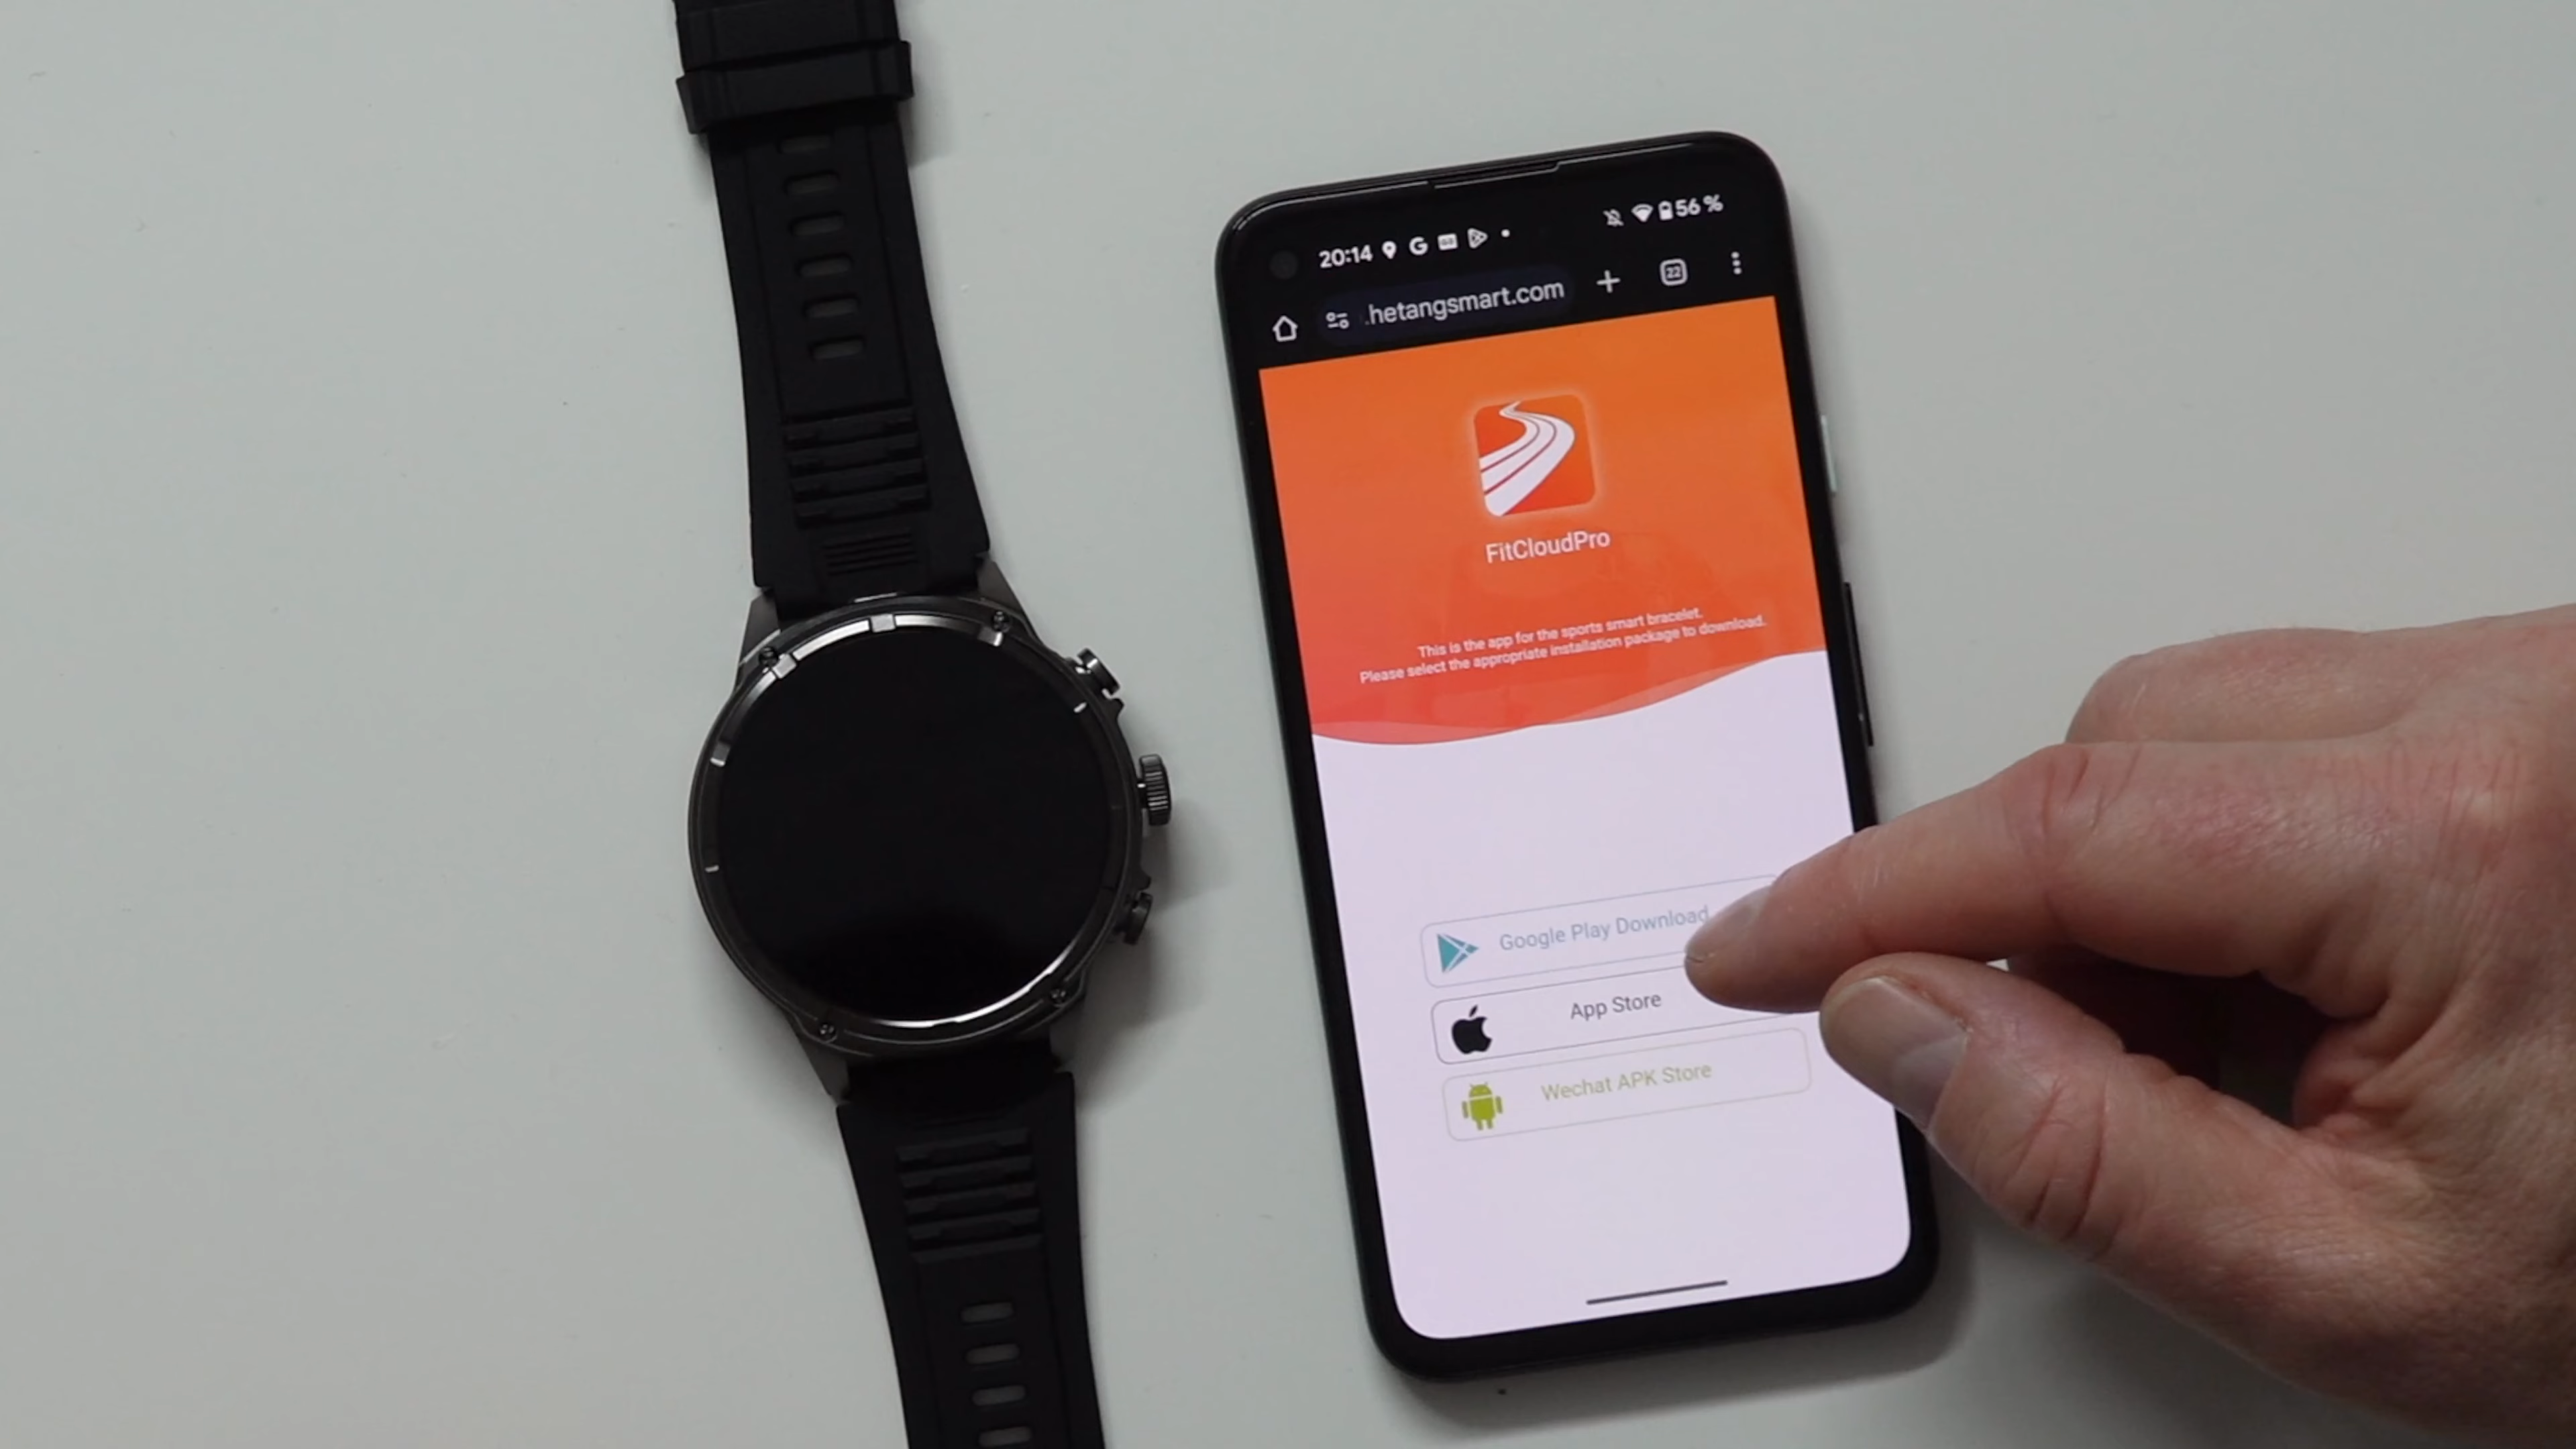 20:14 G 56 %
.hetangsmart.com 22
FitCloudPro
This is the app for the sports smart bracelet.
Please select the appropriate installation package to download.
Google Play Download
App Store
Wechat APK Store